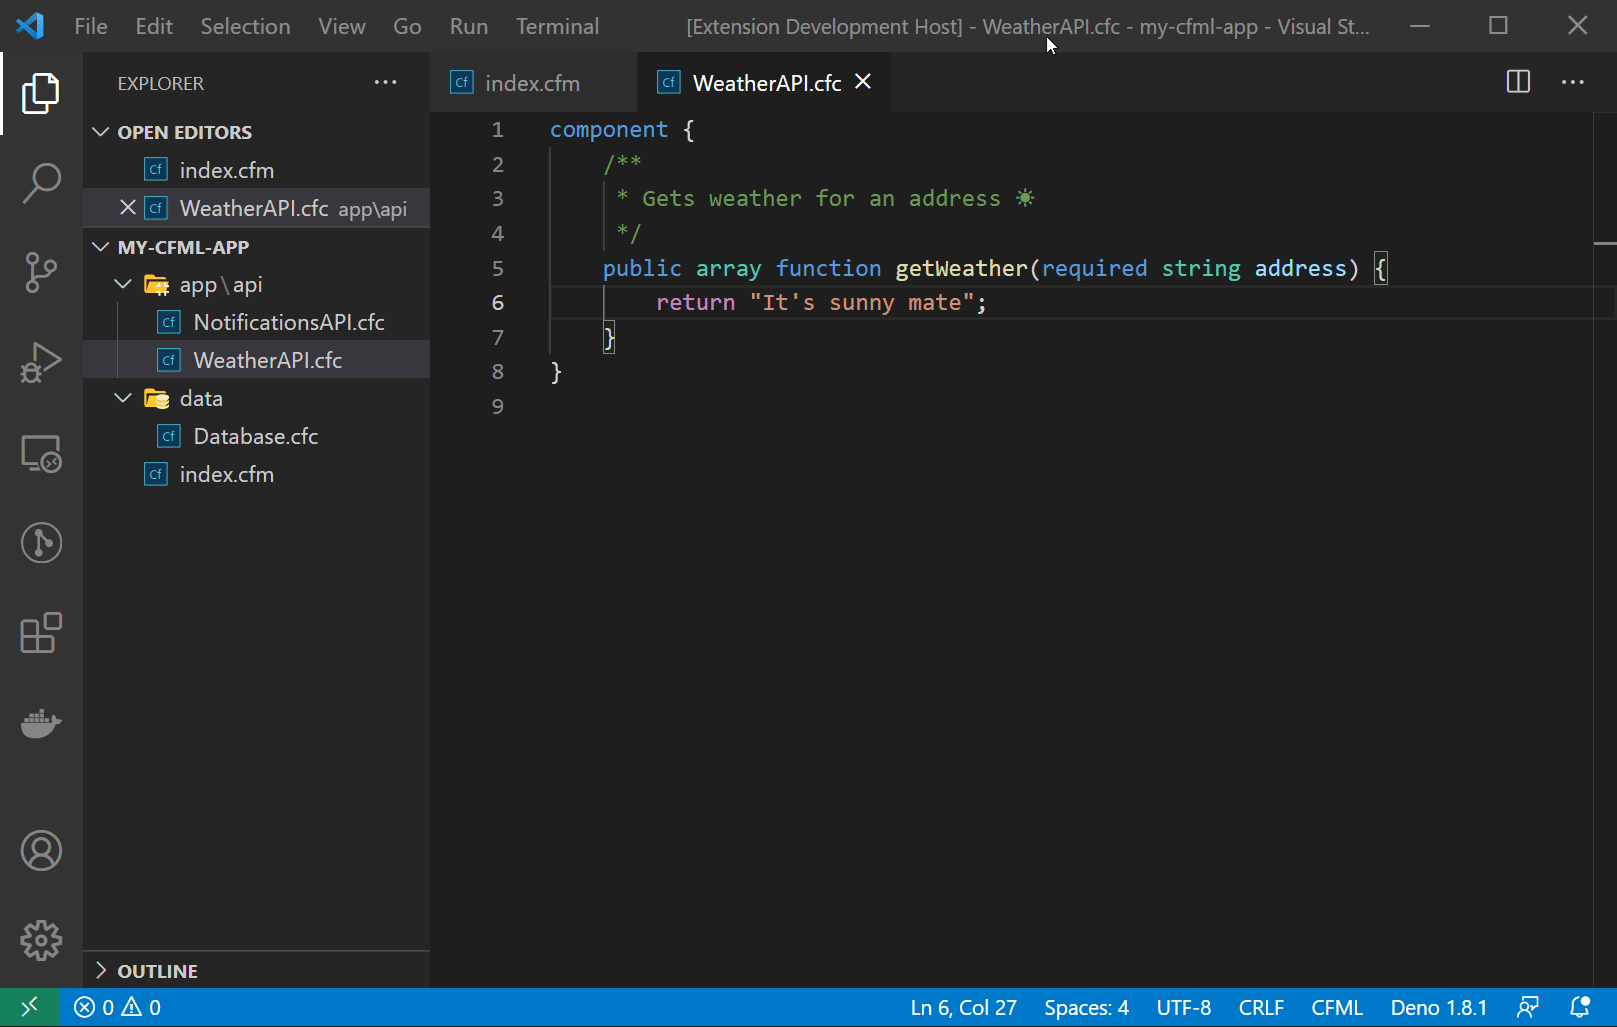 File Edit Selection View Go Run Terminal [Extension Development Host] - WeatherAPI.cfc - my-cfml-app - Visual St...
EXPLORER
OPEN EDITORS
Cf index.cfm
Cf WeatherAPI.cfc app\api
MY-CFML-APP
app\api
Cf NotificationsAPI.cfc
Cf WeatherAPI.cfc
data
Cf Database.cfc
Cf index.cfm
OUTLINE
Cf index.cfm Cf WeatherAPI.cfc
1 component {
2 /**
3 * Gets weather for an address ☀
4 */
5 public array function getWeather(required string address) {
6 return "It's sunny mate";
7 }
8 }
9
0 0 Ln 6, Col 27 Spaces: 4 UTF-8 CRLF CFML Deno 1.8.1